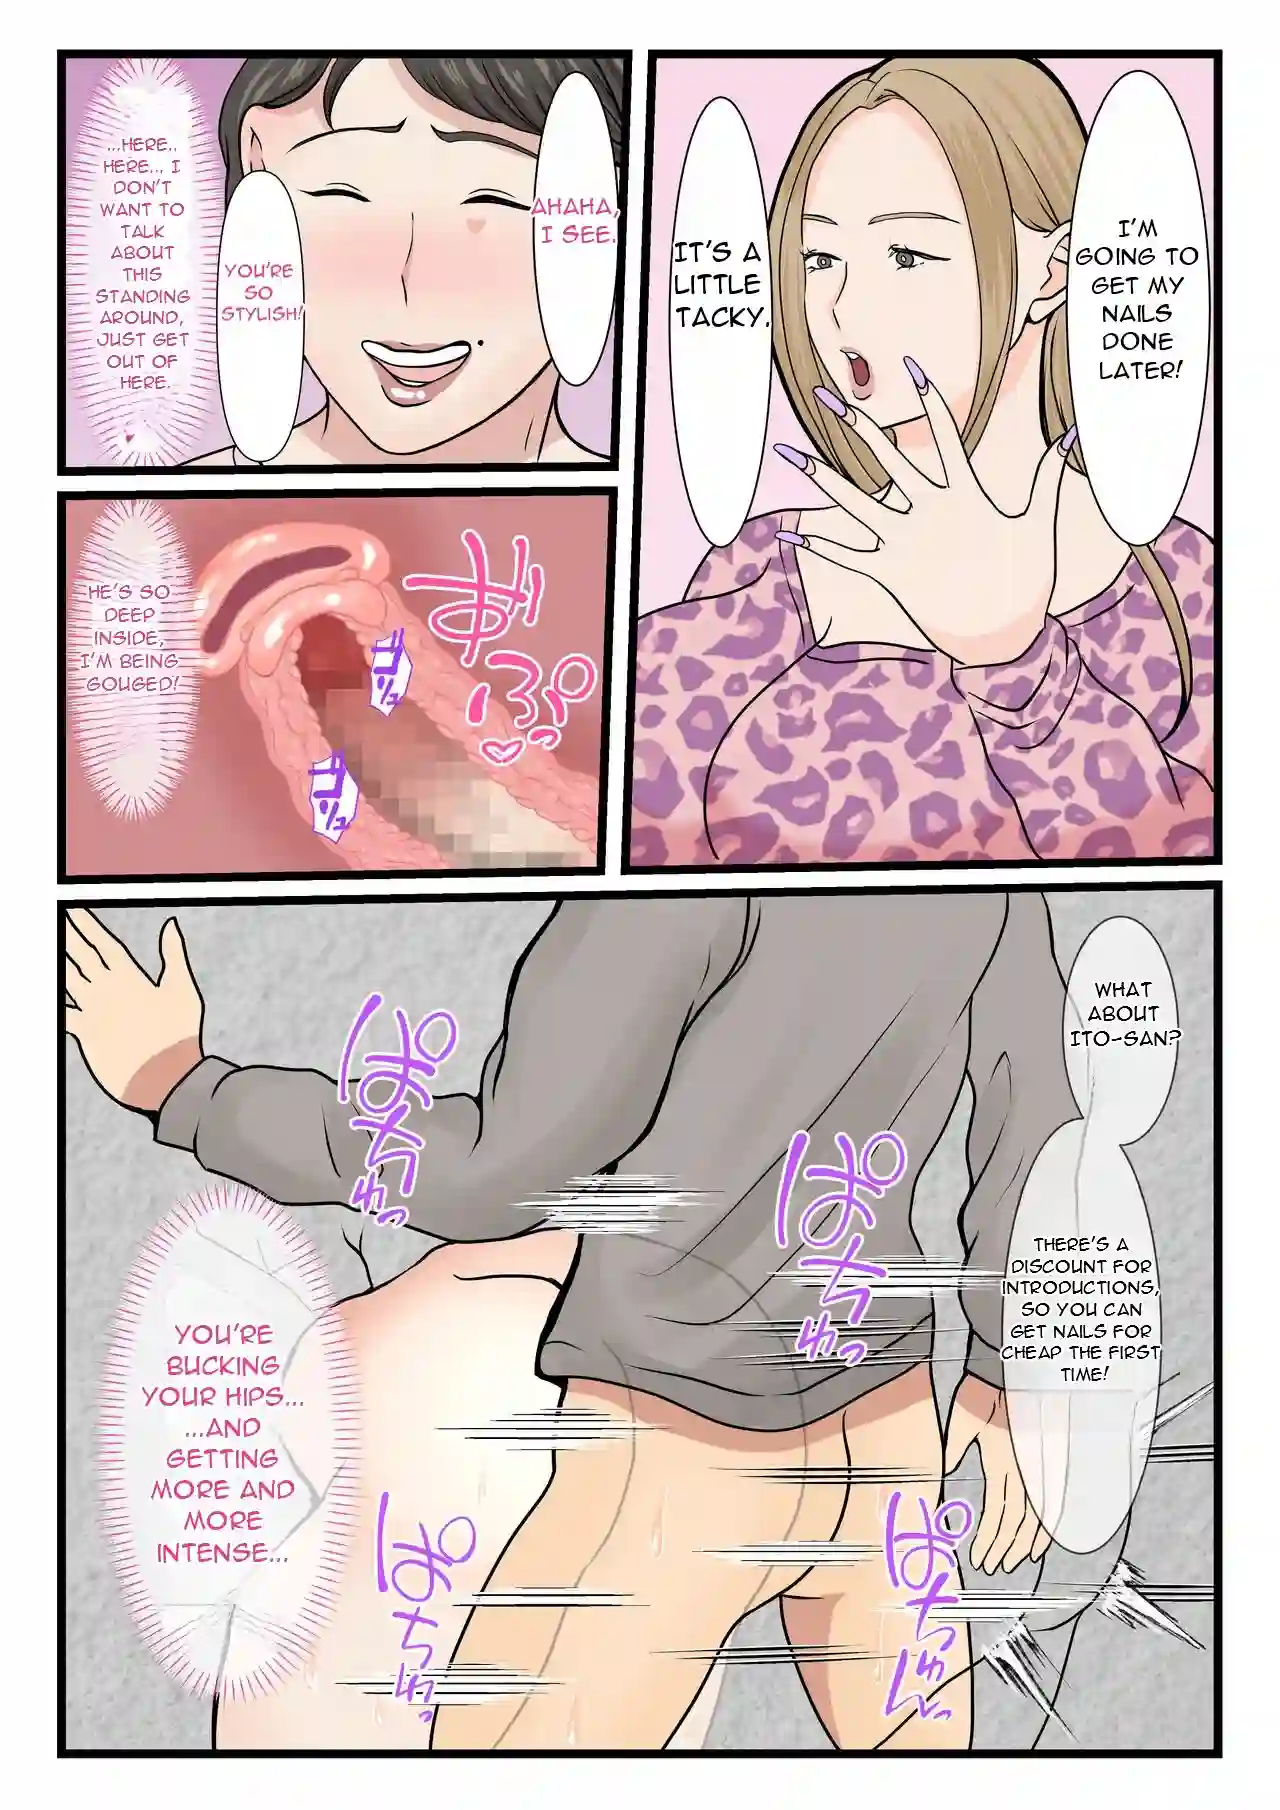 I'M
GOING TO
GET MY
NAILS
DONE
LATER!
IT'S A
LITTLE
TACKY.
AHAHA,
I SEE.
YOU'RE
SO
STYLISH!
...HERE..
HERE... I
DON'T
WANT TO
TALK
ABOUT
THIS
STANDING
AROUND,
JUST GET
OUT OF
HERE.
HE'S SO
DEEP
INSIDE,
I'M BEING
GOUGED!
ゴリュ
ゴリュ
WHAT
ABOUT
ITO-SAN?
THERE'S A
DISCOUNT FOR
INTRODUCTIONS,
SO YOU CAN
GET NAILS FOR
CHEAP THE FIRST
TIME!
YOU'RE
BUCKING
YOUR HIPS...
...AND
GETTING
MORE AND
MORE
INTENSE...
ぱちゅっ
ぱちゅっ
ぱちゅっ
ぱちゅんっ